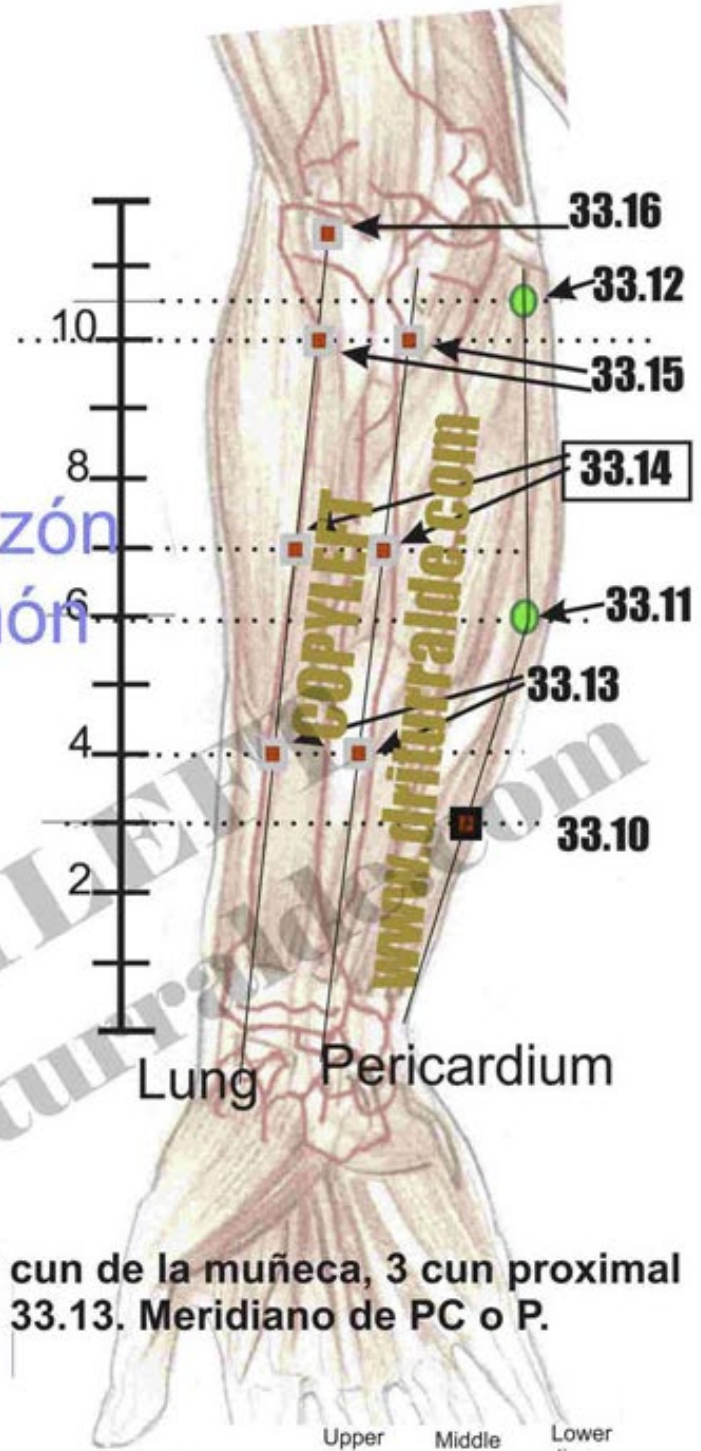 33.16
33.12
10
33.15
8
33.14
zón
6
món
33.11
33.13
COPYLEFT
www.driturralde.com
4
33.10
2
Lung
Pericardium
cun de la muñeca, 3 cun proximal
33.13. Meridiano de PC o P.
Upper
Middle
Lower